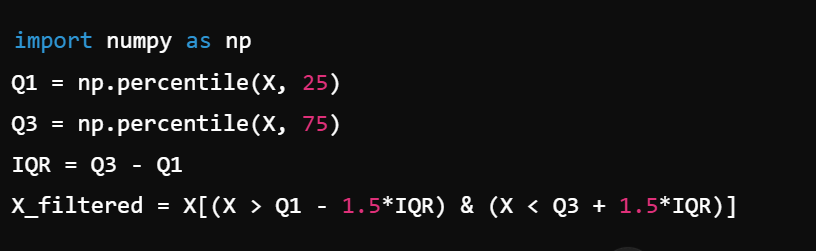 import numpy as np
Q1 = np.percentile(X, 25)
Q3 = np.percentile(X, 75)
IQR = Q3 - Q1
X_filtered = X[(X > Q1 - 1.5*IQR) & (X < Q3 + 1.5*IQR)]